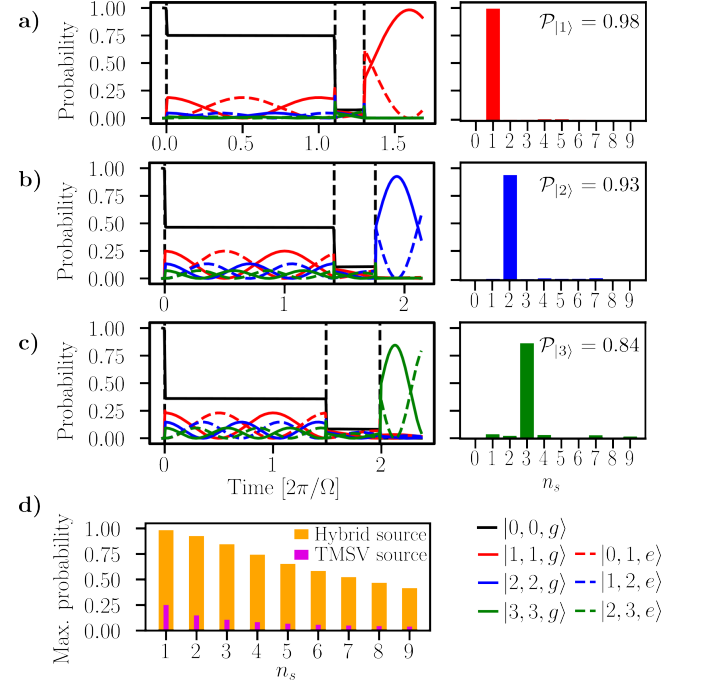 a)
Probability
1.00
0.75
0.50
0.25
0.00
0.0 0.5 1.0 1.5
𝒫|1⟩ = 0.98
0 1 2 3 4 5 6 7 8 9
b)
Probability
1.00
0.75
0.50
0.25
0.00
0 1 2
𝒫|2⟩ = 0.93
0 1 2 3 4 5 6 7 8 9
c)
Probability
1.00
0.75
0.50
0.25
0.00
0 1 2
Time [2π/Ω]
𝒫|3⟩ = 0.84
0 1 2 3 4 5 6 7 8 9
nₛ
d)
Max. probability
1.00
0.75
0.50
0.25
0.00
Hybrid source
TMSV source
1 2 3 4 5 6 7 8 9
nₛ
|0, 0, g⟩
|1, 1, g⟩ |0, 1, e⟩
|2, 2, g⟩ |1, 2, e⟩
|3, 3, g⟩ |2, 3, e⟩